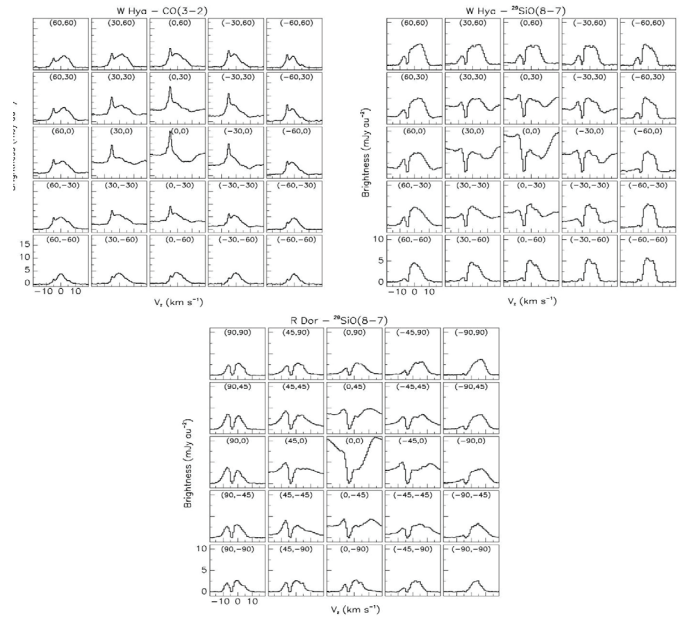 W Hya − CO(3−2)
(60,60) (30,60) (0,60) (−30,60) (−60,60)
(60,30) (30,30) (0,30) (−30,30) (−60,30)
(60,0) (30,0) (0,0) (−30,0) (−60,0)
(60,−30) (30,−30) (0,−30) (−30,−30) (−60,−30)
(60,−60) (30,−60) (0,−60) (−30,−60) (−60,−60)
15
10
5
0
−10 0 10
Vz (km s⁻¹)
W Hya − ²⁹SiO(8−7)
Brightness (mJy au⁻²)
(60,60) (30,60) (0,60) (−30,60) (−60,60)
(60,30) (30,30) (0,30) (−30,30) (−60,30)
(60,0) (30,0) (0,0) (−30,0) (−60,0)
(60,−30) (30,−30) (0,−30) (−30,−30) (−60,−30)
(60,−60) (30,−60) (0,−60) (−30,−60) (−60,−60)
10
5
0
−10 0 10
Vz (km s⁻¹)
R Dor − ²⁹SiO(8−7)
Brightness (mJy au⁻²)
(90,90) (45,90) (0,90) (−45,90) (−90,90)
(90,45) (45,45) (0,45) (−45,45) (−90,45)
(90,0) (45,0) (0,0) (−45,0) (−90,0)
(90,−45) (45,−45) (0,−45) (−45,−45) (−90,−45)
(90,−90) (45,−90) (0,−90) (−45,−90) (−90,−90)
10
5
0
−10 0 10
Vz (km s⁻¹)